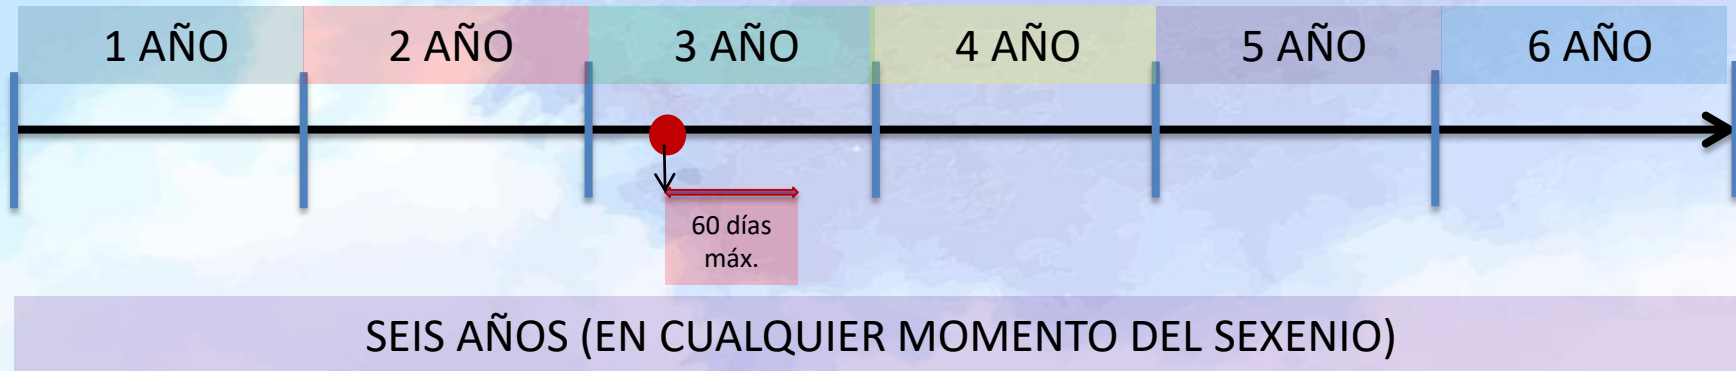 1 AÑO 2 AÑO 3 AÑO 4 AÑO 5 AÑO 6 AÑO
60 días
máx.
SEIS AÑOS (EN CUALQUIER MOMENTO DEL SEXENIO)